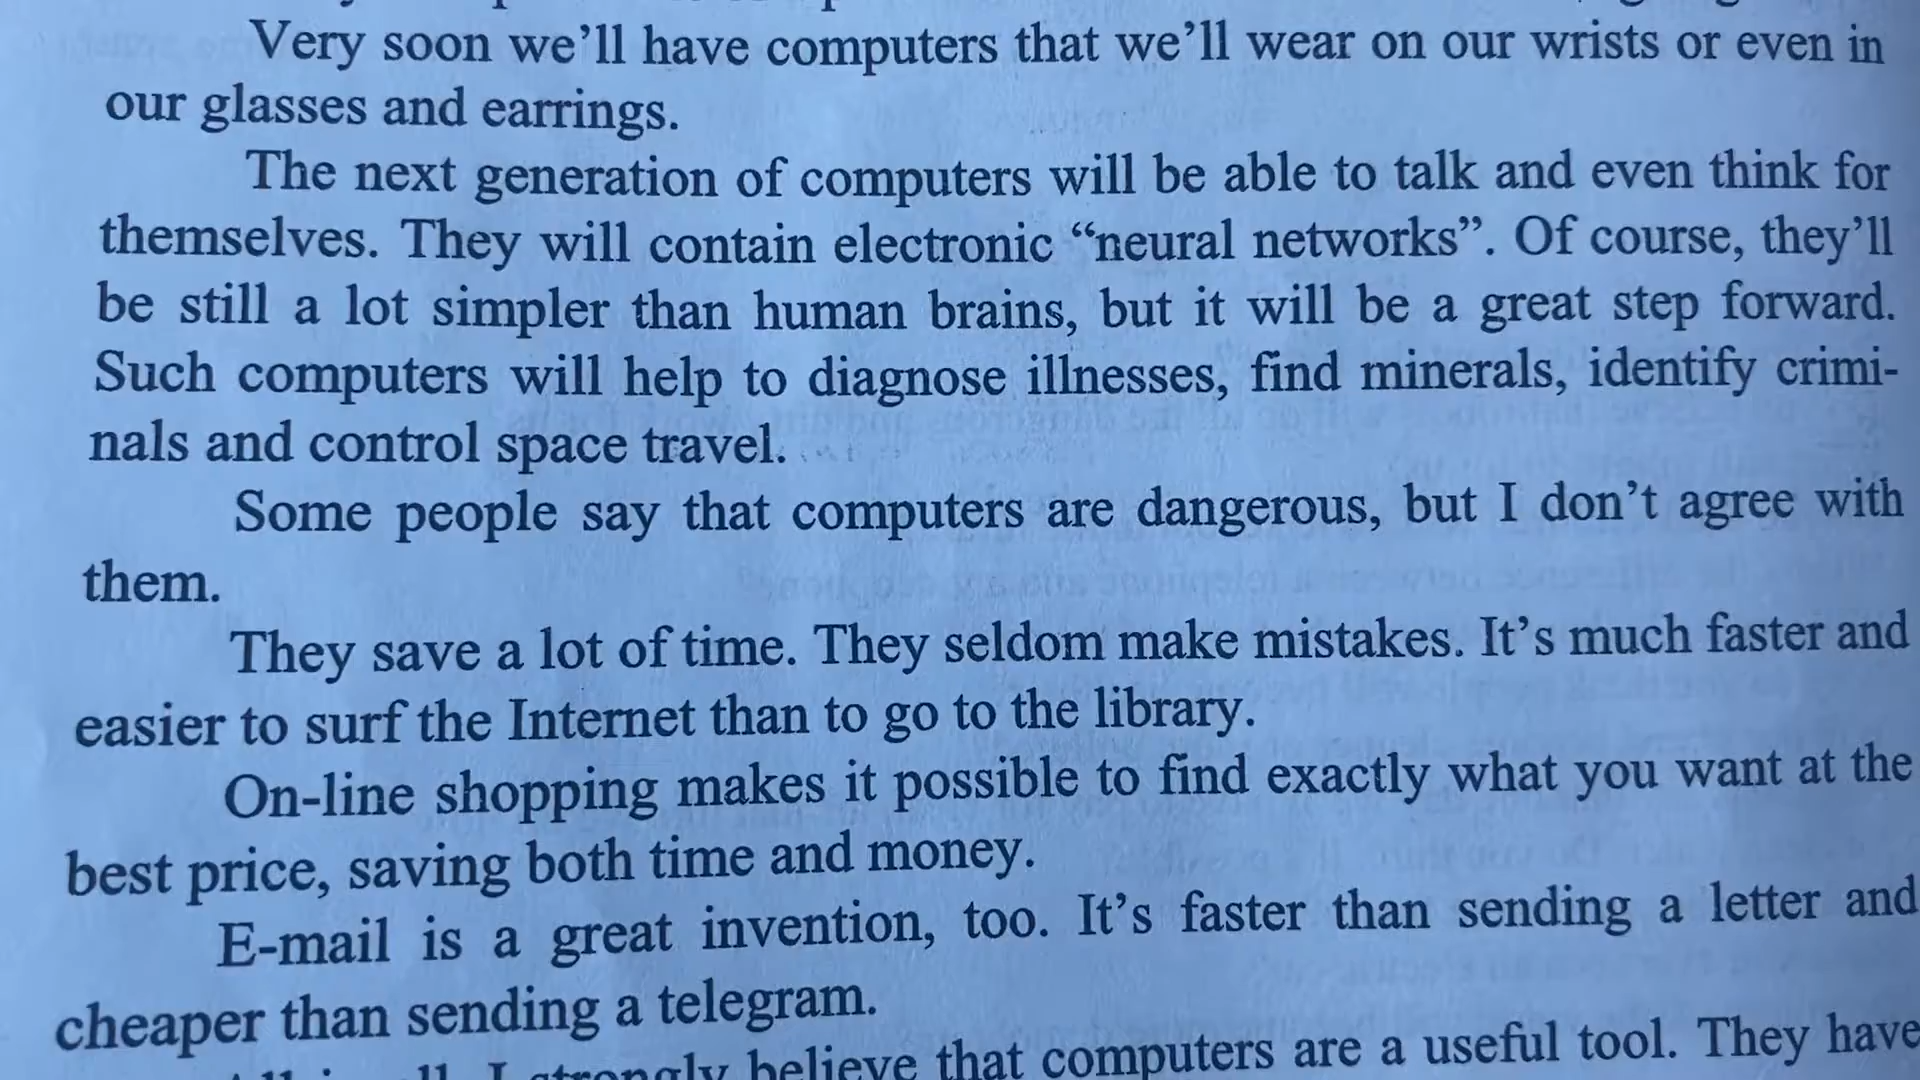 Very soon we’ll have computers that we’ll wear on our wrists or even in
our glasses and earrings.
The next generation of computers will be able to talk and even think for
themselves. They will contain electronic “neural networks”. Of course, they’ll
be still a lot simpler than human brains, but it will be a great step forward.
Such computers will help to diagnose illnesses, find minerals, identify crimi-
nals and control space travel.
Some people say that computers are dangerous, but I don’t agree with
them.
They save a lot of time. They seldom make mistakes. It’s much faster and
easier to surf the Internet than to go to the library.
On-line shopping makes it possible to find exactly what you want at the
best price, saving both time and money.
E-mail is a great invention, too. It’s faster than sending a letter and
cheaper than sending a telegram.
I strongly believe that computers are a useful tool. They have